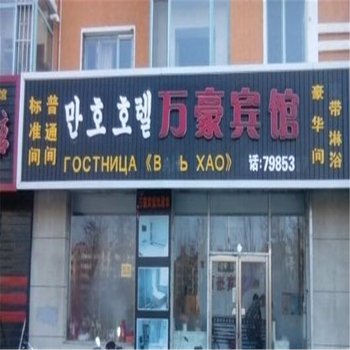 标准间
普通间
만호호텔 万豪宾馆
豪华间
带淋浴
ГОСТНИЦА 《В Ь ХАО》 话:79853